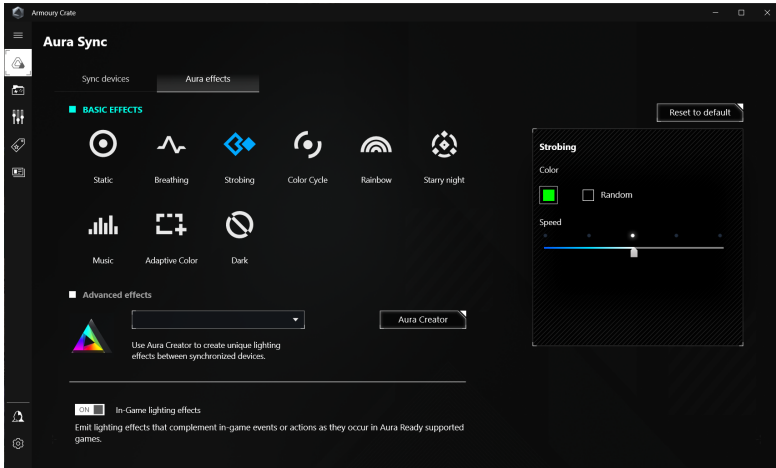 Armoury Crate
Aura Sync
Sync devices
Aura effects
BASIC EFFECTS
Static
Breathing
Strobing
Color Cycle
Rainbow
Starry night
Music
Adaptive Color
Dark
Advanced effects
Aura Creator
Use Aura Creator to create unique lighting
effects between synchronized devices.
ON
In-Game lighting effects
Emit lighting effects that complement in-game events or actions as they occur in Aura Ready supported
games.
Reset to default
Strobing
Color
Random
Speed